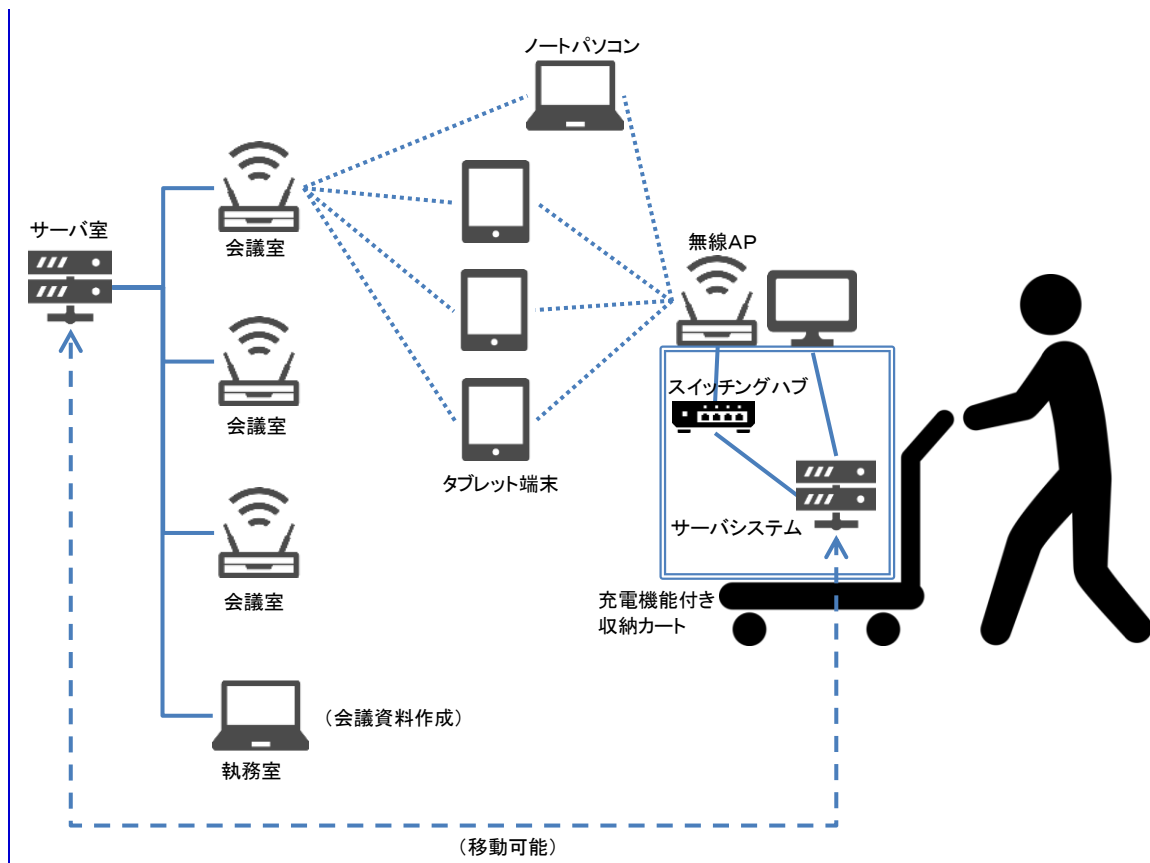 ノートパソコン
サーバ室
会議室
無線AP
会議室
スイッチングハブ
タブレット端末
サーバシステム
会議室
充電機能付き
収納カート
（会議資料作成）
執務室
（移動可能）